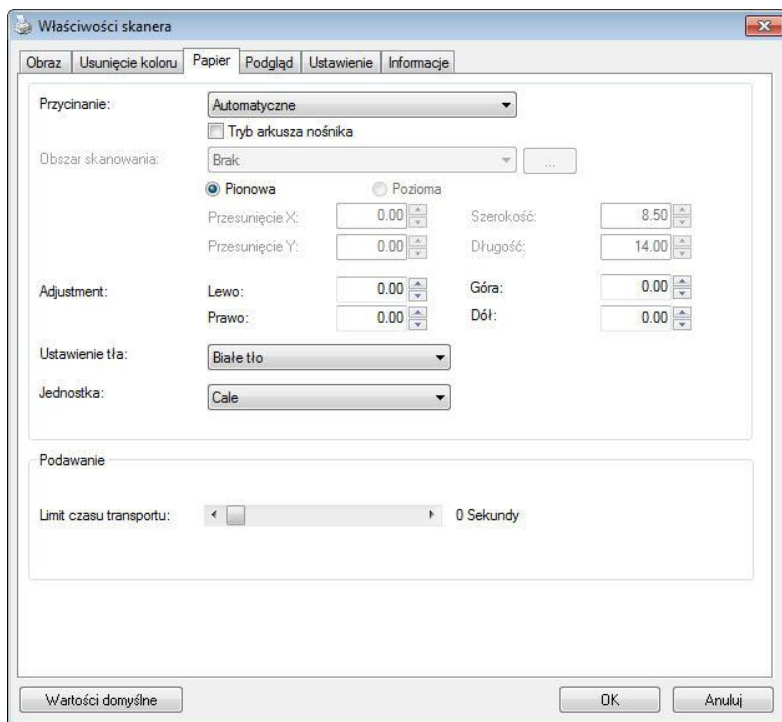 Właściwości skanera
Obraz Usunięcie koloru Papier Podgląd Ustawienie Informacje
Przycinanie: Automatyczne
Tryb arkusza nośnika
Obszar skanowania: Brak ...
Pionowa Pozioma
Przesunięcie X: 0.00 Szerokość: 8.50
Przesunięcie Y: 0.00 Długość: 14.00
Adjustment: Lewo: 0.00 Góra: 0.00
Prawo: 0.00 Dół: 0.00
Ustawienie tła: Białe tło
Jednostka: Cale
Podawanie
Limit czasu transportu: 0 Sekundy
Wartości domyślne OK Anuluj